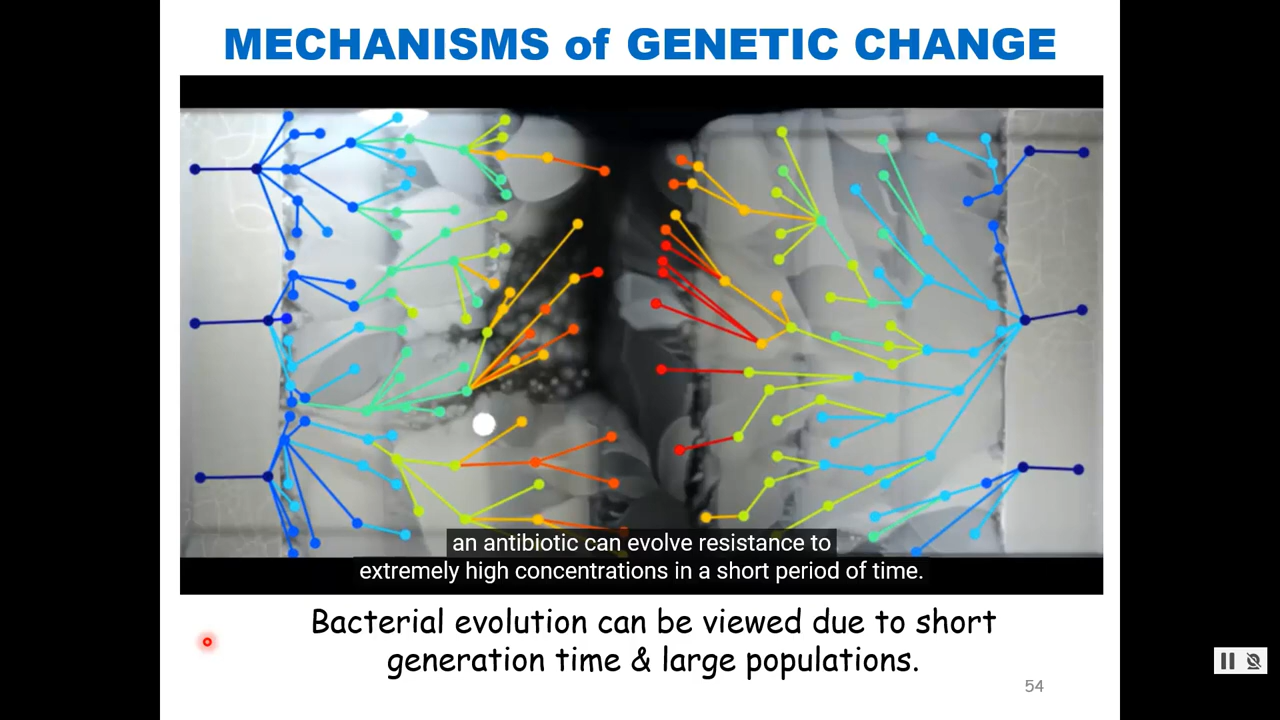 MECHANISMS of GENETIC CHANGE
an antibiotic can evolve resistance to
extremely high concentrations in a short period of time.
Bacterial evolution can be viewed due to short
generation time & large populations.
54